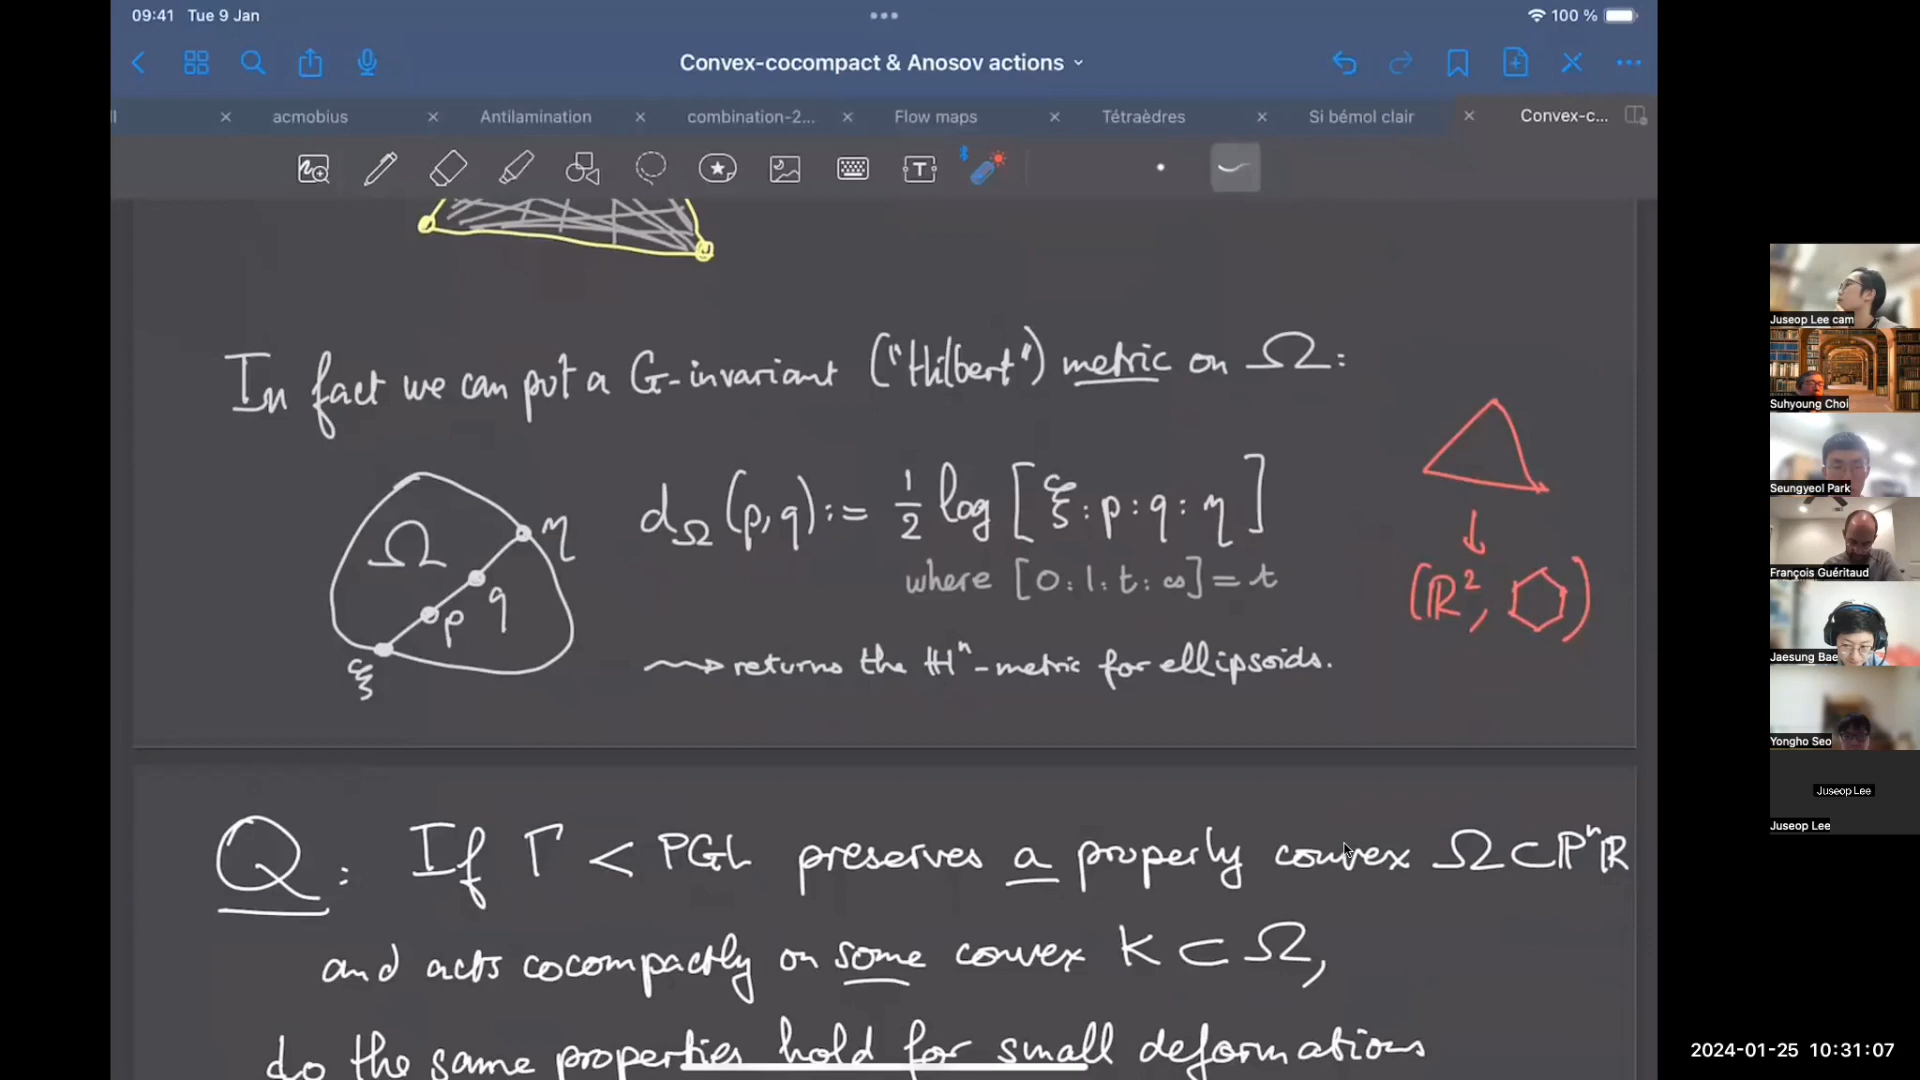 09:41 Tue 9 Jan
100 %
Convex-cocompact & Anosov actions
acmobius
Antilamination
combination-2...
Flow maps
Tétraèdres
Si bémol clair
Convex-c...
In fact we can put a G-invariant ("Hilbert") metric on Ω:
Ω
η
q
p
ξ
d_Ω(p,q) := 1/2 log [ξ:p:q:η]
where [0:1:t:∞] = t
returns the ℍⁿ-metric for ellipsoids.
(ℝ², ⬡)
Q: If Γ < PGL preserves a properly convex Ω ⊂ ℙⁿℝ
and acts cocompactly on some convex K ⊂ Ω,
do the same properties hold for small deformations
Juseop Lee cam
Suhyoung Choi
Seungyeol Park
François Guéritaud
Jaesung Bae
Yongho Seo
Juseop Lee
Juseop Lee
2024-01-25 10:31:07